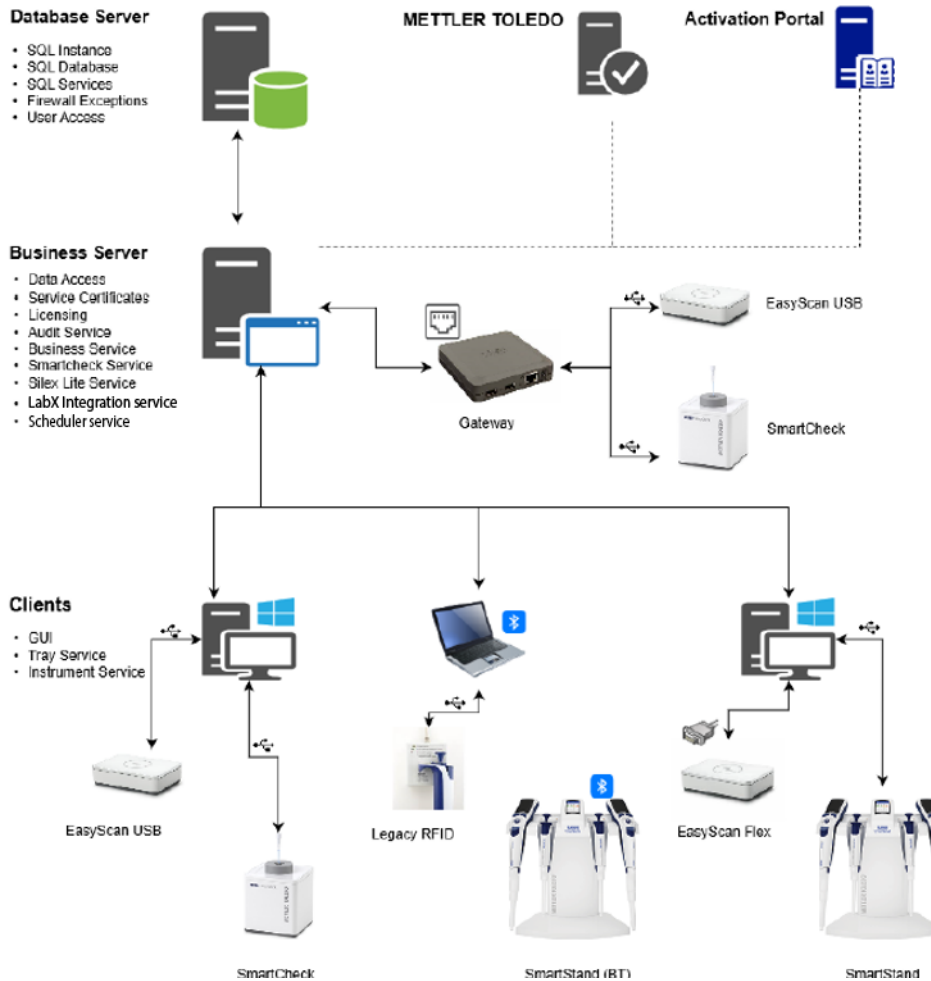 Database Server
• SQL Instance
• SQL Database
• SQL Services
• Firewall Exceptions
• User Access
METTLER TOLEDO
Activation Portal
Business Server
• Data Access
• Service Certificates
• Licensing
• Audit Service
• Business Service
• Smartcheck Service
• Silex Lite Service
• LabX Integration service
• Scheduler service
Gateway
EasyScan USB
SmartCheck
Clients
• GUI
• Tray Service
• Instrument Service
EasyScan USB
Legacy RFID
EasyScan Flex
SmartCheck
SmartStand (BT)
SmartStand